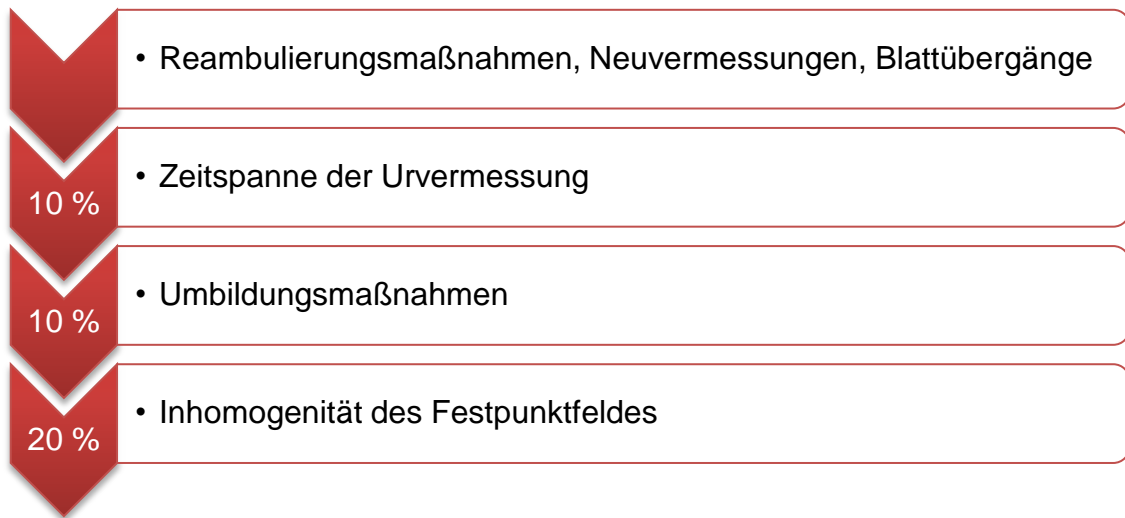 • Reambulierungsmaßnahmen, Neuvermessungen, Blattübergänge
10 %
• Zeitspanne der Urvermessung
10 %
• Umbildungsmaßnahmen
20 %
• Inhomogenität des Festpunktfeldes